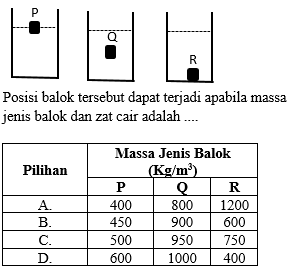 P
Q
R
Posisi balok tersebut dapat terjadi apabila massa
jenis balok dan zat cair adalah ....
Pilihan
Massa Jenis Balok
(Kg/m³)
P Q R
A. 400 800 1200
B. 450 900 600
C. 500 950 750
D. 600 1000 400